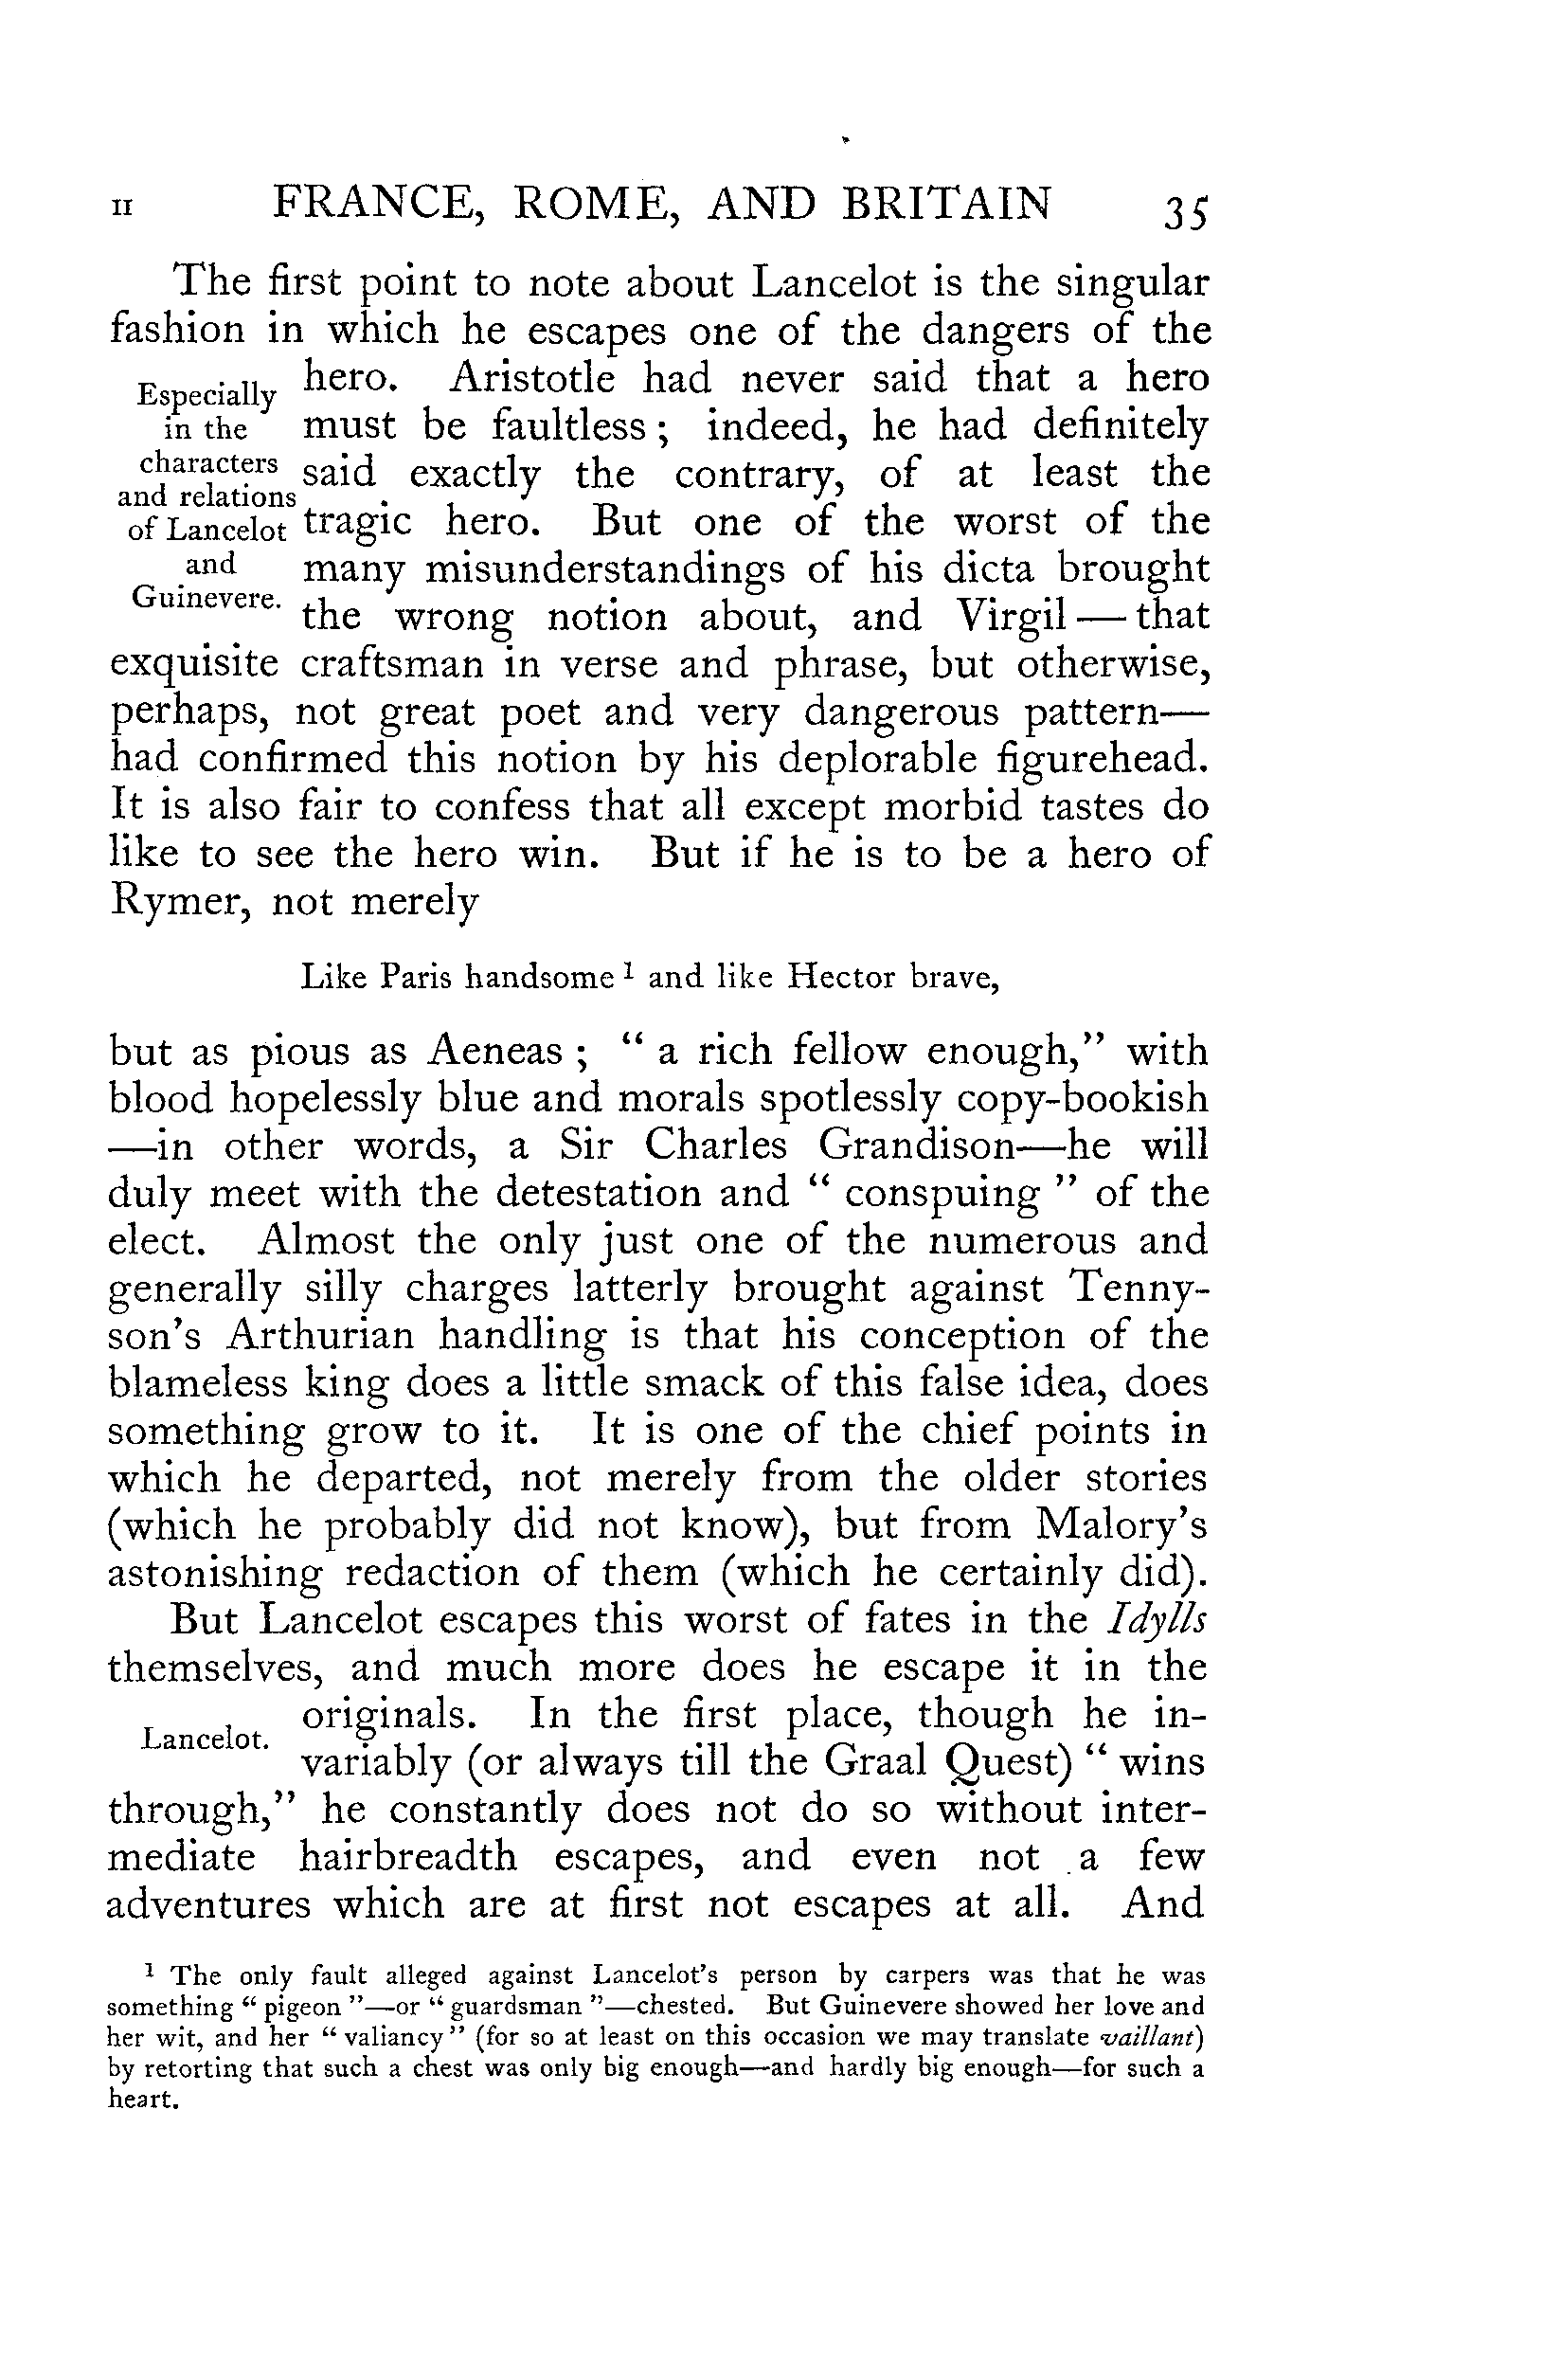 II FRANCE, ROME, AND BRITAIN 35
The first point to note about Lancelot is the singular
fashion in which he escapes one of the dangers of the
Especially
in the
characters
and relations
of Lancelot
and
Guinevere.
hero. Aristotle had never said that a hero
must be faultless ; indeed, he had definitely
said exactly the contrary, of at least the
tragic hero. But one of the worst of the
many misunderstandings of his dicta brought
the wrong notion about, and Virgil — that
exquisite craftsman in verse and phrase, but otherwise,
perhaps, not great poet and very dangerous pattern—
had confirmed this notion by his deplorable figurehead.
It is also fair to confess that all except morbid tastes do
like to see the hero win. But if he is to be a hero of
Rymer, not merely
Like Paris handsome ¹ and like Hector brave,
but as pious as Aeneas ; “ a rich fellow enough,” with
blood hopelessly blue and morals spotlessly copy-bookish
—in other words, a Sir Charles Grandison—he will
duly meet with the detestation and “ conspuing ” of the
elect. Almost the only just one of the numerous and
generally silly charges latterly brought against Tenny-
son’s Arthurian handling is that his conception of the
blameless king does a little smack of this false idea, does
something grow to it. It is one of the chief points in
which he departed, not merely from the older stories
(which he probably did not know), but from Malory’s
astonishing redaction of them (which he certainly did).
But Lancelot escapes this worst of fates in the Idylls
themselves, and much more does he escape it in the
Lancelot.
originals. In the first place, though he in-
variably (or always till the Graal Quest) “ wins
through,” he constantly does not do so without inter-
mediate hairbreadth escapes, and even not a few
adventures which are at first not escapes at all. And
¹ The only fault alleged against Lancelot’s person by carpers was that he was
something “ pigeon ”—or “ guardsman ”—chested. But Guinevere showed her love and
her wit, and her “ valiancy ” (for so at least on this occasion we may translate vaillant)
by retorting that such a chest was only big enough—and hardly big enough—for such a
heart.